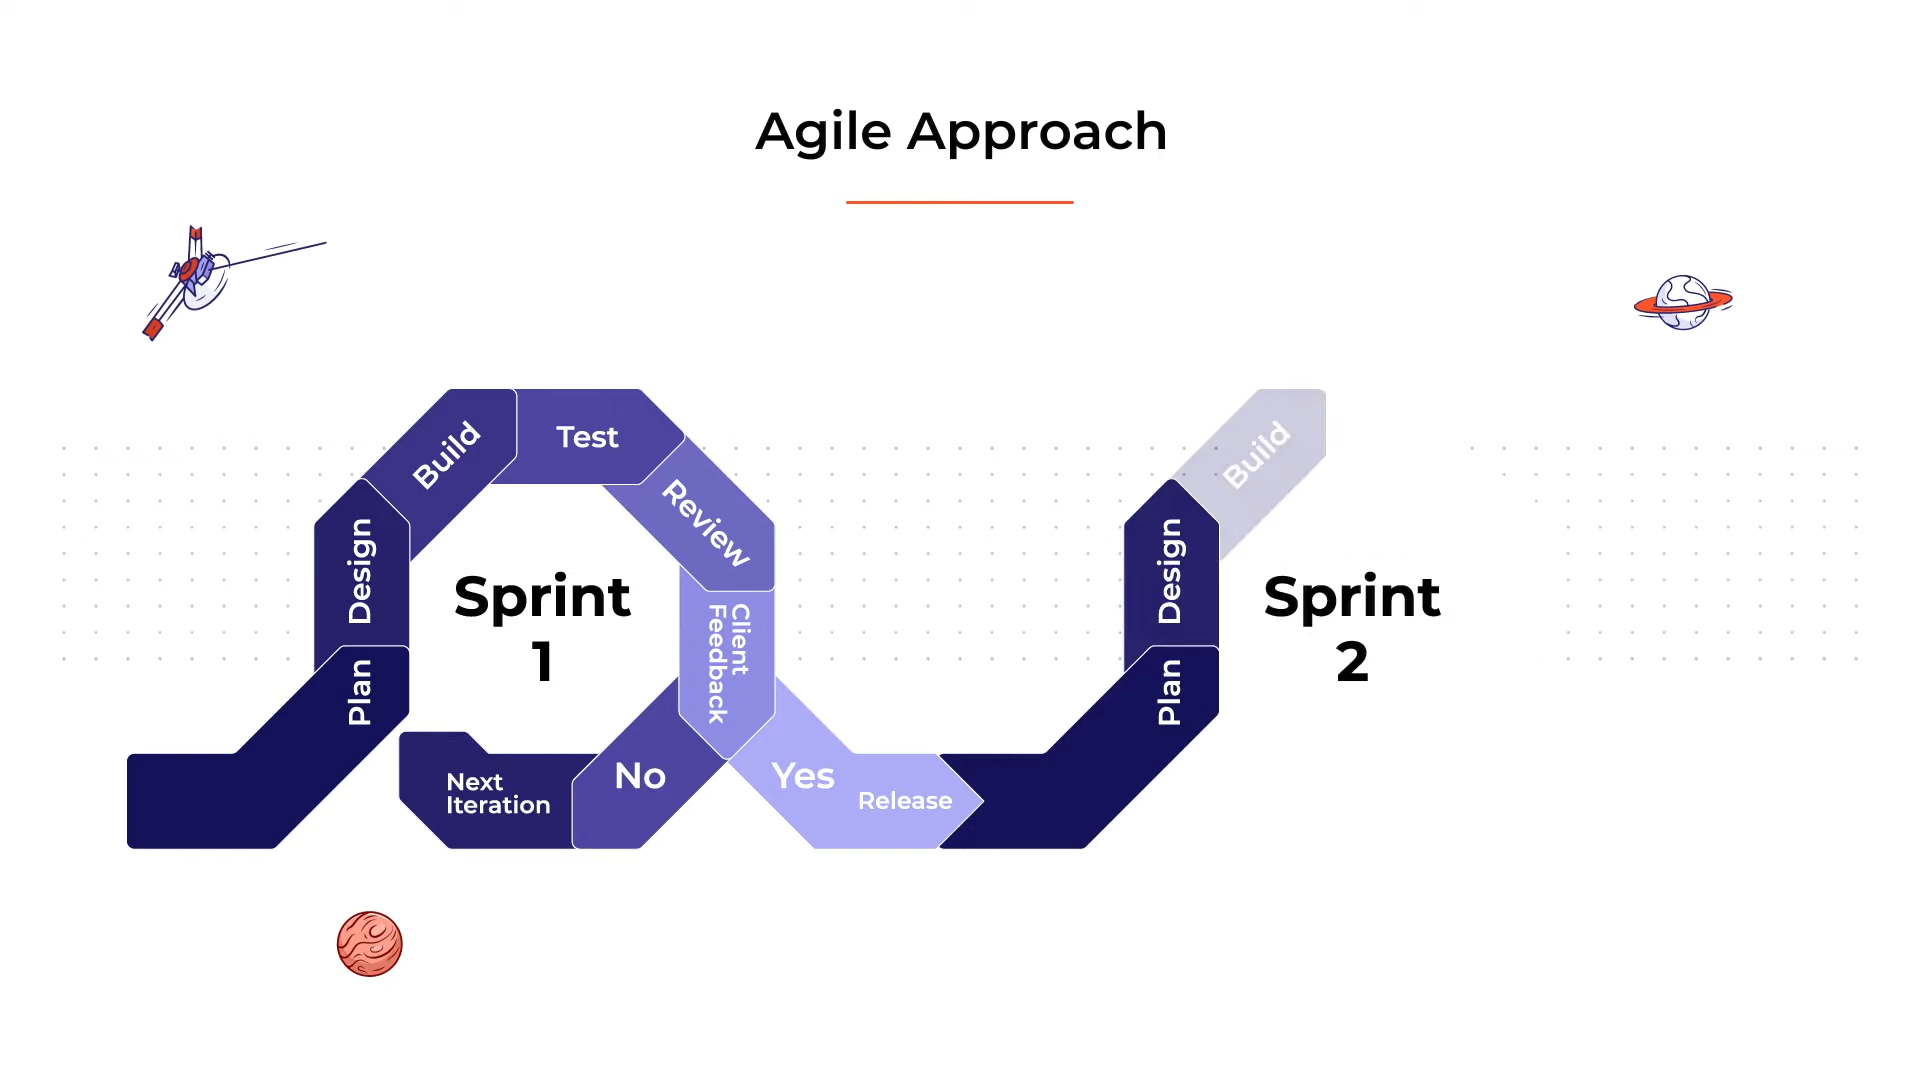 Agile Approach
Plan
Design
Build
Test
Review
Client
Feedback
Sprint
1
No
Next
Iteration
Yes
Release
Plan
Design
Build
Sprint
2